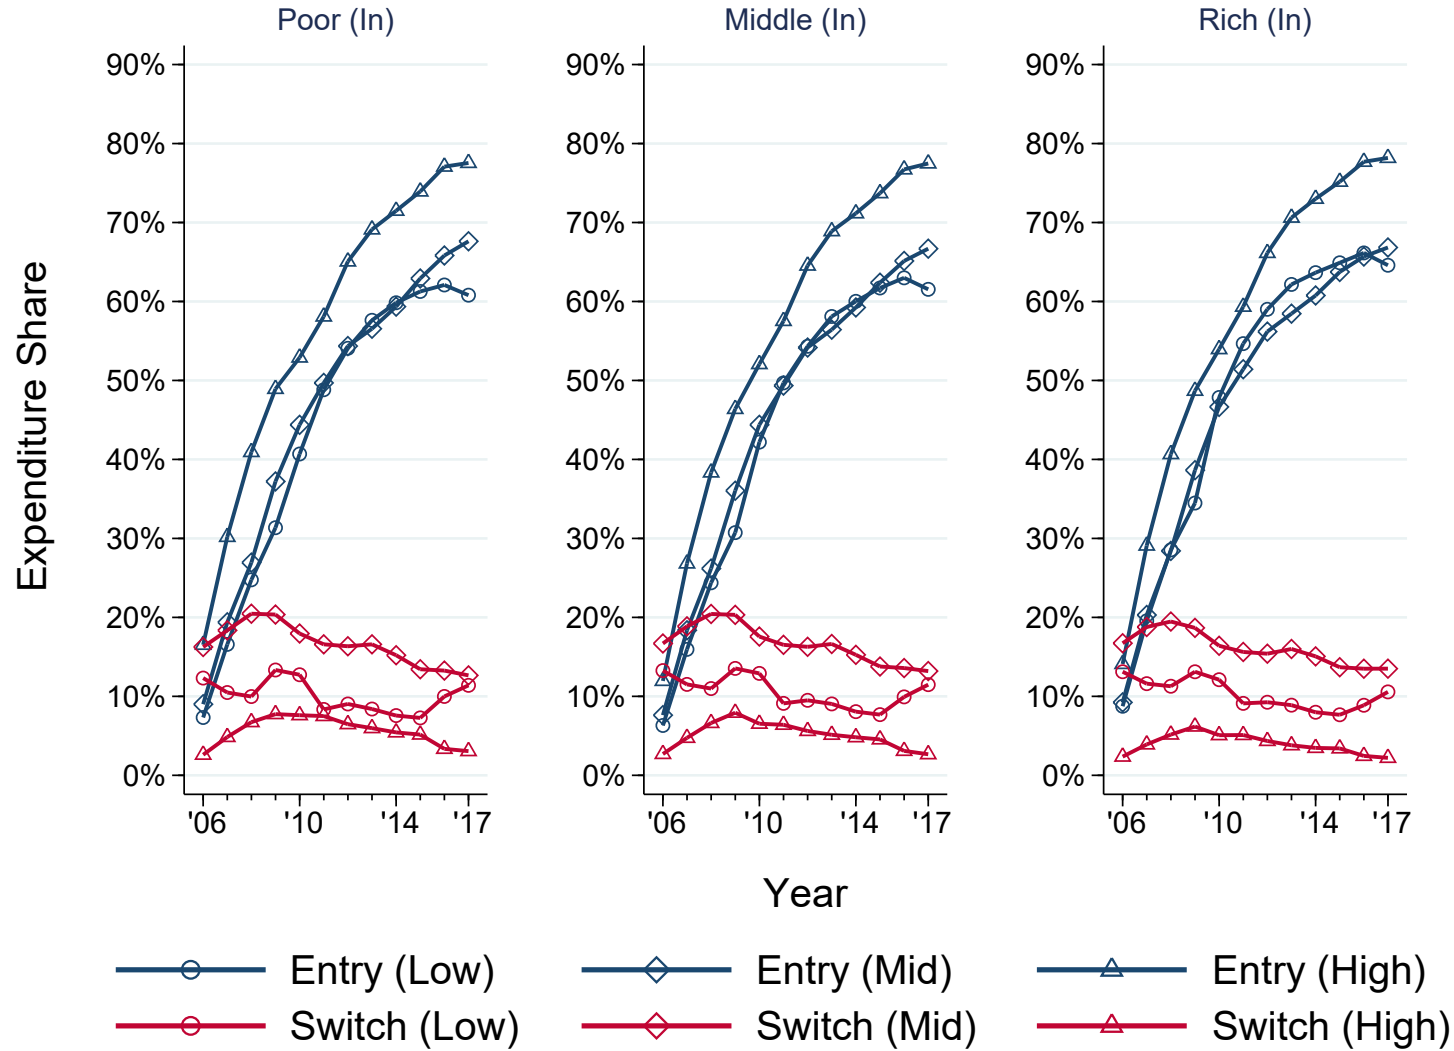 Poor (In) Middle (In) Rich (In)
90% 90% 90%
80% 80% 80%
70% 70% 70%
60% 60% 60%
50% 50% 50%
40% 40% 40%
30% 30% 30%
20% 20% 20%
10% 10% 10%
0% 0% 0%
Expenditure Share
'06 '10 '14 '17 '06 '10 '14 '17 '06 '10 '14 '17
Year
Entry (Low) Entry (Mid) Entry (High)
Switch (Low) Switch (Mid) Switch (High)